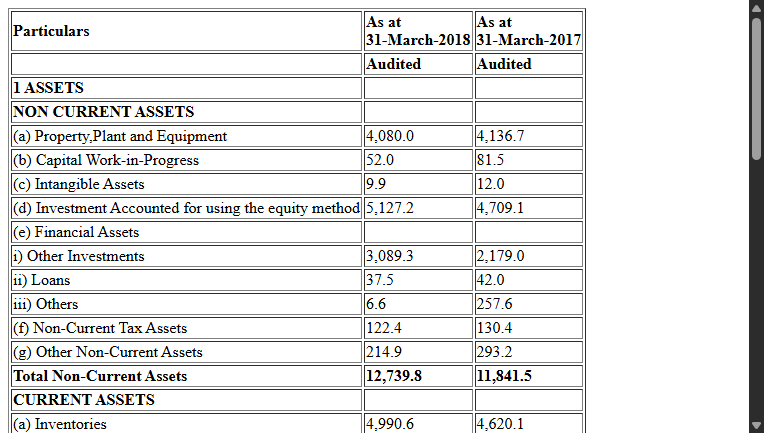 Particulars As at 31-March-2018 As at 31-March-2017
Audited Audited
1 ASSETS
NON CURRENT ASSETS
(a) Property,Plant and Equipment 4,080.0 4,136.7
(b) Capital Work-in-Progress 52.0 81.5
(c) Intangible Assets 9.9 12.0
(d) Investment Accounted for using the equity method 5,127.2 4,709.1
(e) Financial Assets
i) Other Investments 3,089.3 2,179.0
ii) Loans 37.5 42.0
iii) Others 6.6 257.6
(f) Non-Current Tax Assets 122.4 130.4
(g) Other Non-Current Assets 214.9 293.2
Total Non-Current Assets 12,739.8 11,841.5
CURRENT ASSETS
(a) Inventories 4,990.6 4,620.1